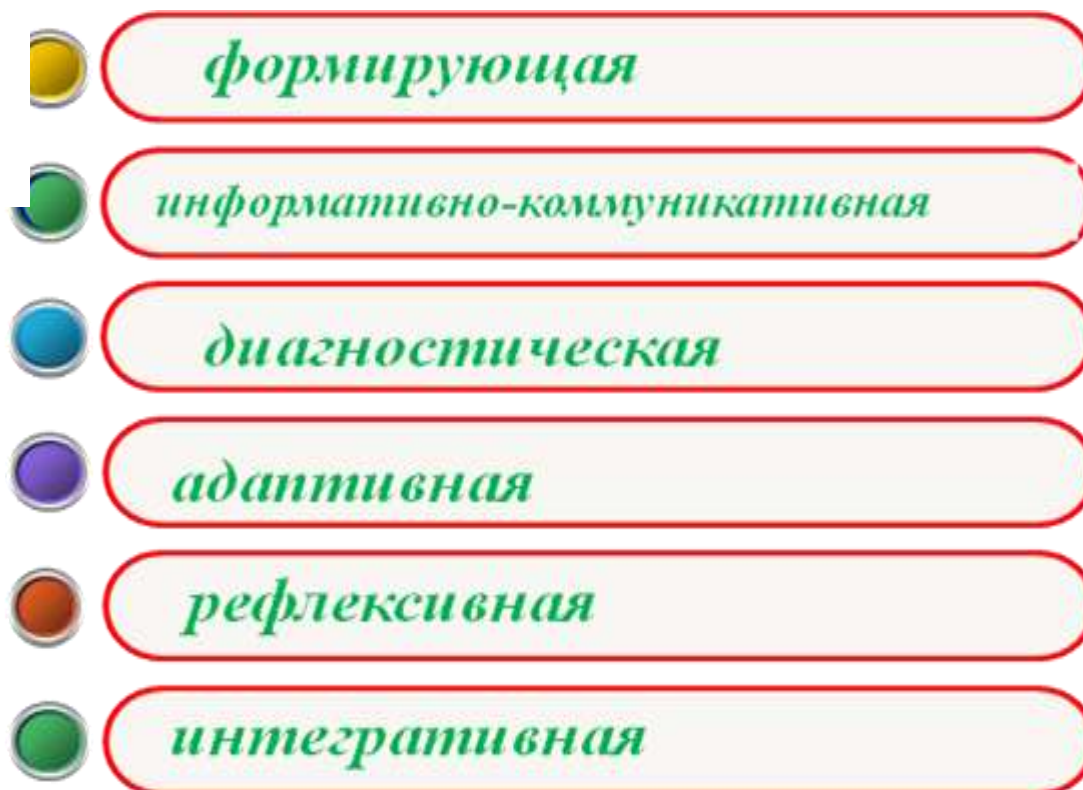 формирующая
информативно-коммуникативная
диагностическая
адаптивная
рефлексивная
интегративная